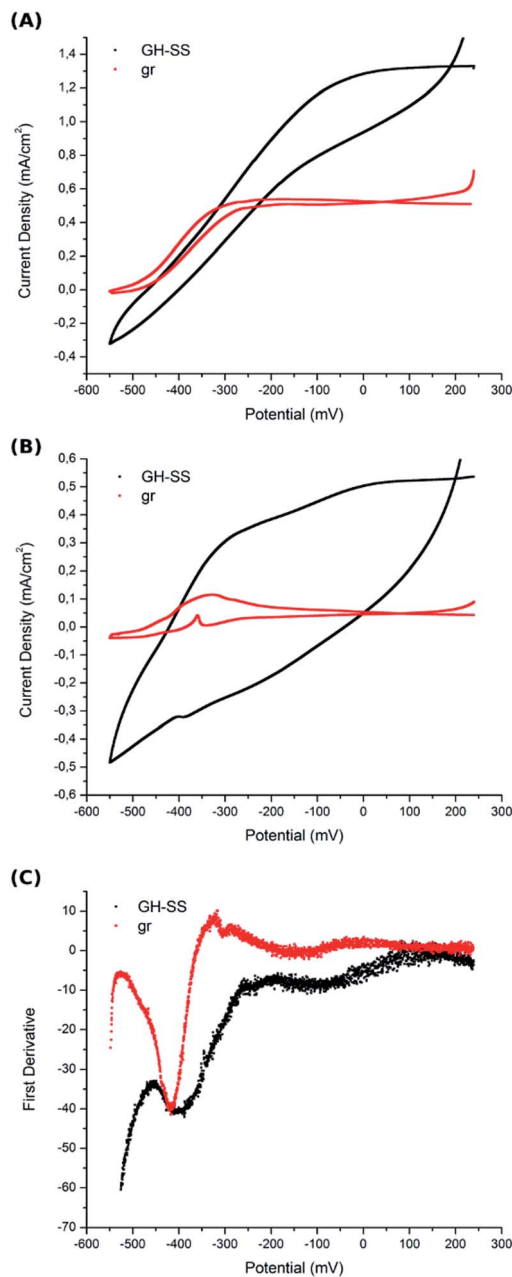 (A)
GH-SS
gr
Current Density (mA/cm²)
1,4
1,2
1,0
0,8
0,6
0,4
0,2
0,0
-0,2
-0,4
-600 -500 -400 -300 -200 -100 0 100 200 300
Potential (mV)
(B)
GH-SS
gr
Current Density (mA/cm²)
0,6
0,5
0,4
0,3
0,2
0,1
0,0
-0,1
-0,2
-0,3
-0,4
-0,5
0,6
-600 -500 -400 -300 -200 -100 0 100 200 300
Potential (mV)
(C)
GH-SS
gr
First Derivative
10
0
-10
-20
-30
-40
-50
-60
-70
-600 -500 -400 -300 -200 -100 0 100 200 300
Potential (mV)